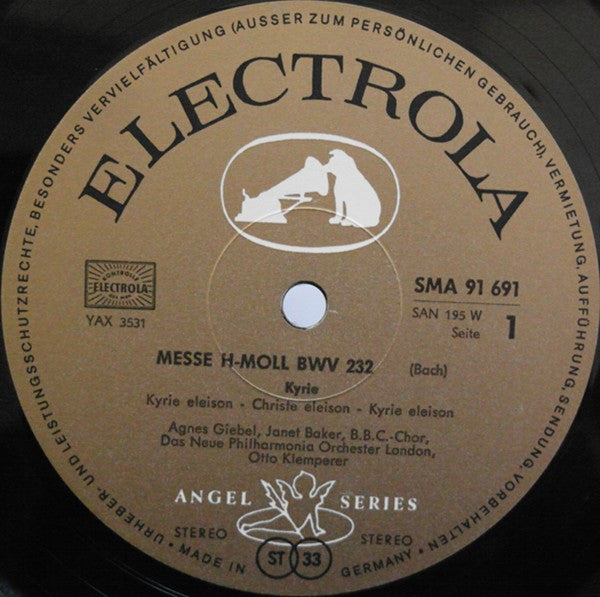 URHEBER- UND LEISTUNGSSCHUTZRECHTE, BESONDERS VERVIELFÄLTIGUNG (AUSSER ZUM PERSÖNLICHEN GEBRAUCH), VERMIETUNG, AUFFÜHRUNG, SENDUNG, VORBEHALTEN
ELECTROLA
ELECTROLA
YAX 3531
SMA 91 691
SAN 195 W
Seite 1
MESSE H-MOLL BWV 232 (Bach)
Kyrie
Kyrie eleison - Christe eleison - Kyrie eleison
Agnes Giebel, Janet Baker, B.B.C.-Chor,
Das Neue Philharmonia Orchester London,
Otto Klemperer
ANGEL SERIES
STEREO STEREO
ST 33
• MADE IN GERMANY •